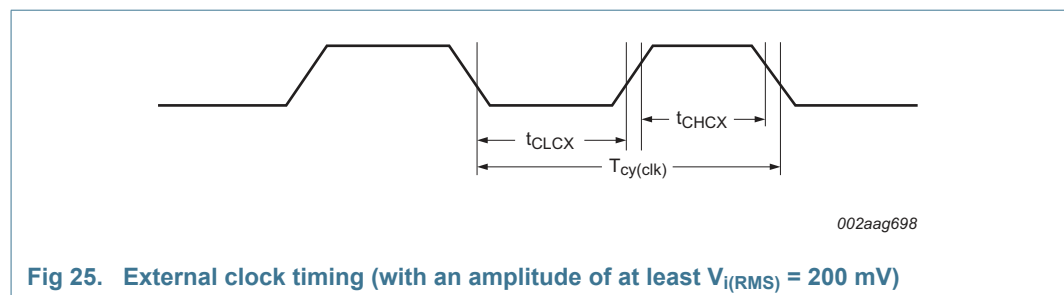 tCHCX
tCLCX
Tcy(clk)
002aag698
Fig 25. External clock timing (with an amplitude of at least Vi(RMS) = 200 mV)